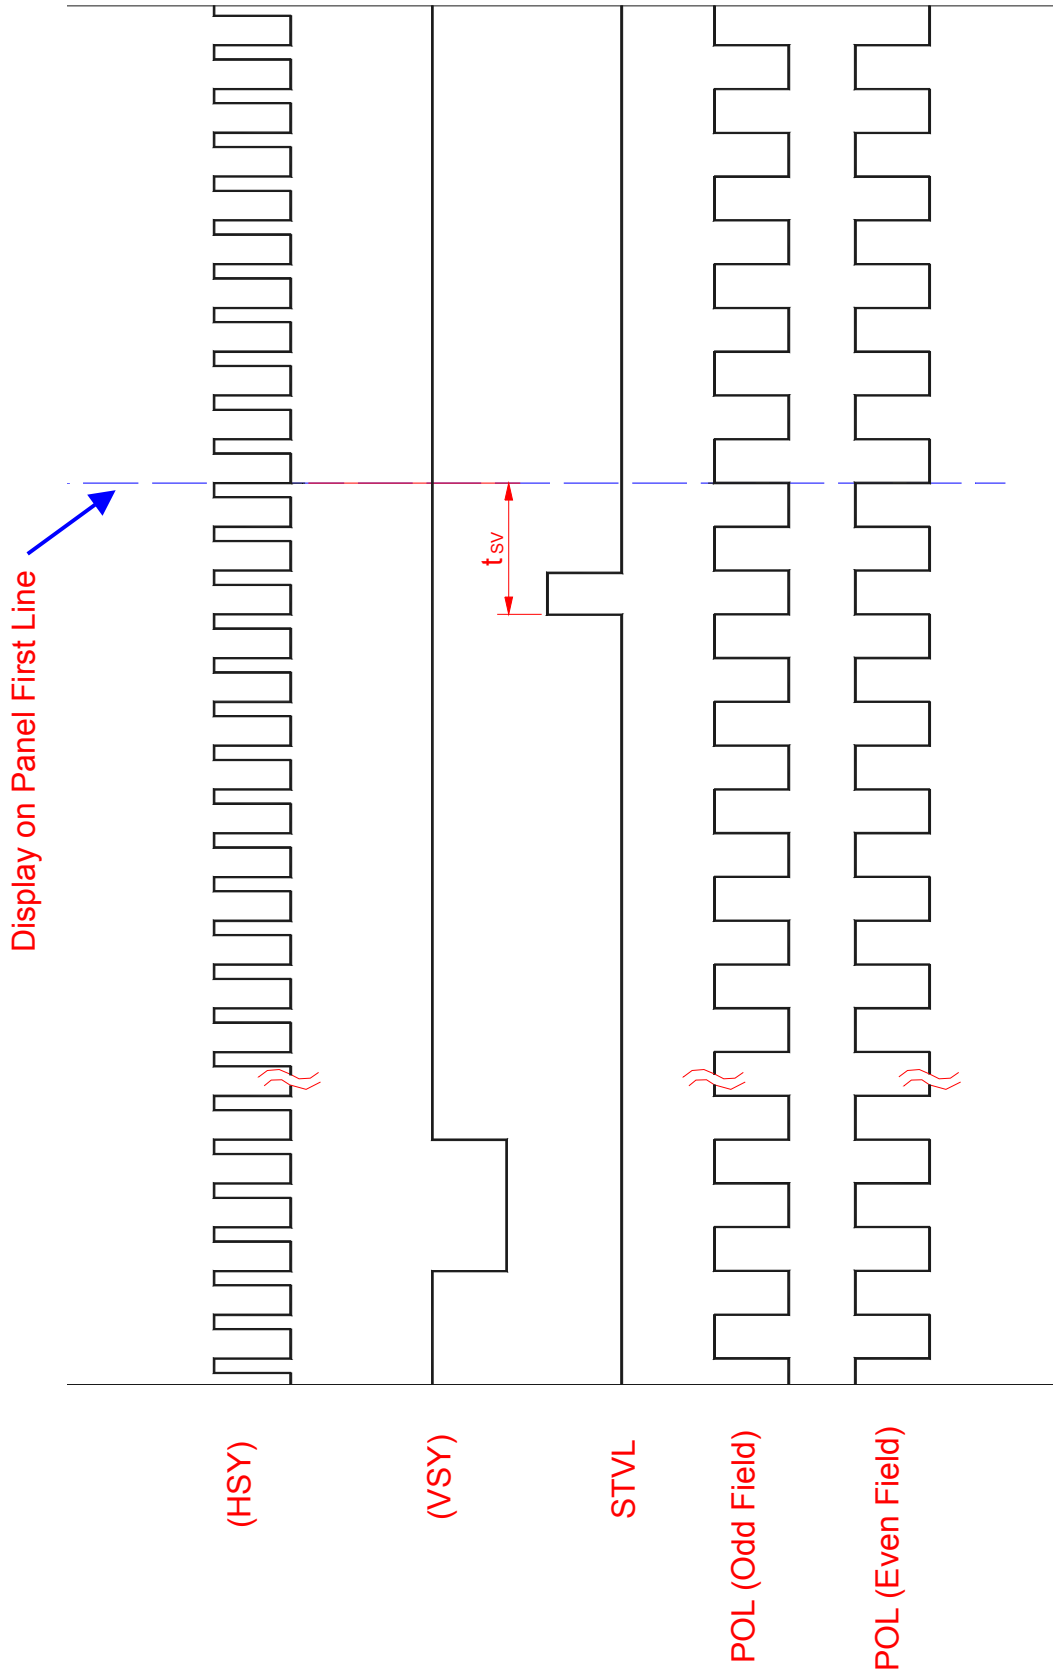 Display on Panel First Line
(HSY)
(VSY)
tsv
STVL
POL (Odd Field)
POL (Even Field)